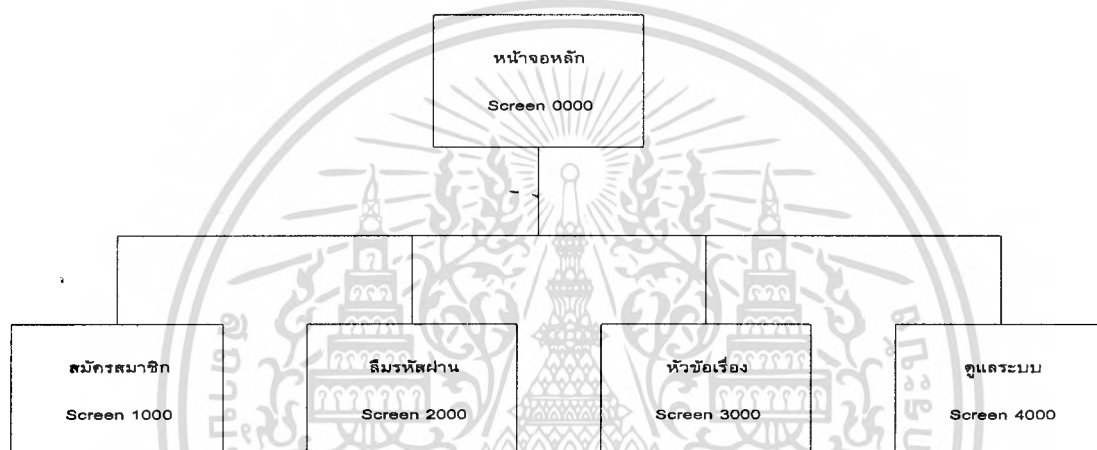 หน้าจอหลัก
Screen 0000
สมัครสมาชิก
Screen 1000
ลืมรหัสผ่าน
Screen 2000
หัวข้อเรื่อง
Screen 3000
ดูแลระบบ
Screen 4000